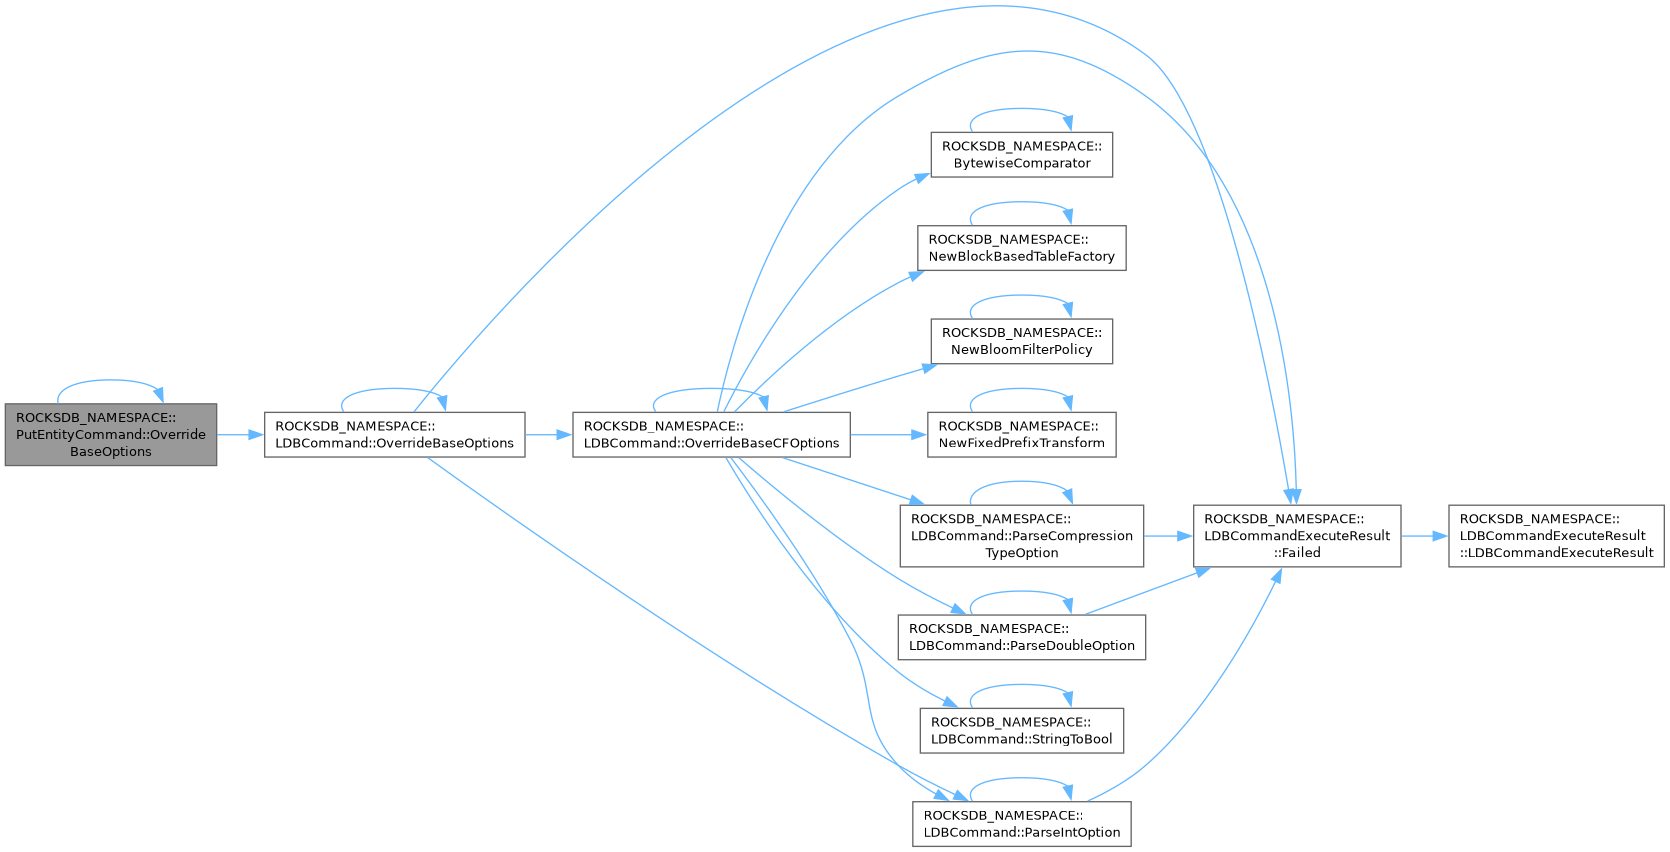 ROCKSDB_NAMESPACE::
PutEntityCommand::Override
BaseOptions
ROCKSDB_NAMESPACE::
LDBCommand::OverrideBaseOptions
ROCKSDB_NAMESPACE::
LDBCommand::OverrideBaseCFOptions
ROCKSDB_NAMESPACE::
BytewiseComparator
ROCKSDB_NAMESPACE::
NewBlockBasedTableFactory
ROCKSDB_NAMESPACE::
NewBloomFilterPolicy
ROCKSDB_NAMESPACE::
NewFixedPrefixTransform
ROCKSDB_NAMESPACE::
LDBCommand::ParseCompression
TypeOption
ROCKSDB_NAMESPACE::
LDBCommand::ParseDoubleOption
ROCKSDB_NAMESPACE::
LDBCommand::StringToBool
ROCKSDB_NAMESPACE::
LDBCommand::ParseIntOption
ROCKSDB_NAMESPACE::
LDBCommandExecuteResult
::Failed
ROCKSDB_NAMESPACE::
LDBCommandExecuteResult
::LDBCommandExecuteResult